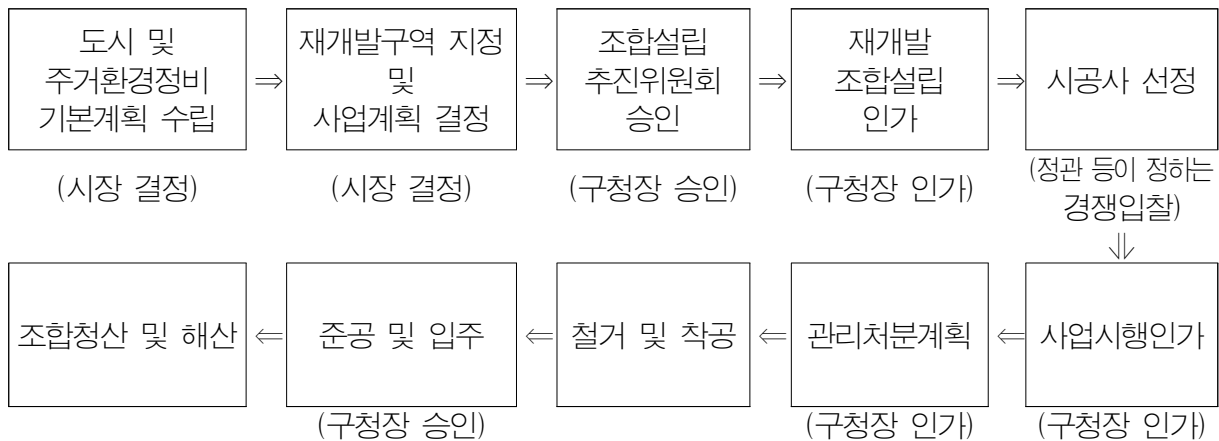 도시 및
주거환경정비
기본계획 수립
⇒
재개발구역 지정
및
사업계획 결정
⇒
조합설립
추진위원회
승인
⇒
재개발
조합설립
인가
⇒
시공사 선정
(시장 결정)
(시장 결정)
(구청장 승인)
(구청장 인가)
(정관 등이 정하는
경쟁입찰)
⇓
조합청산 및 해산
⇐
준공 및 입주
⇐
철거 및 착공
⇐
관리처분계획
⇐
사업시행인가
(구청장 승인)
(구청장 인가)
(구청장 인가)